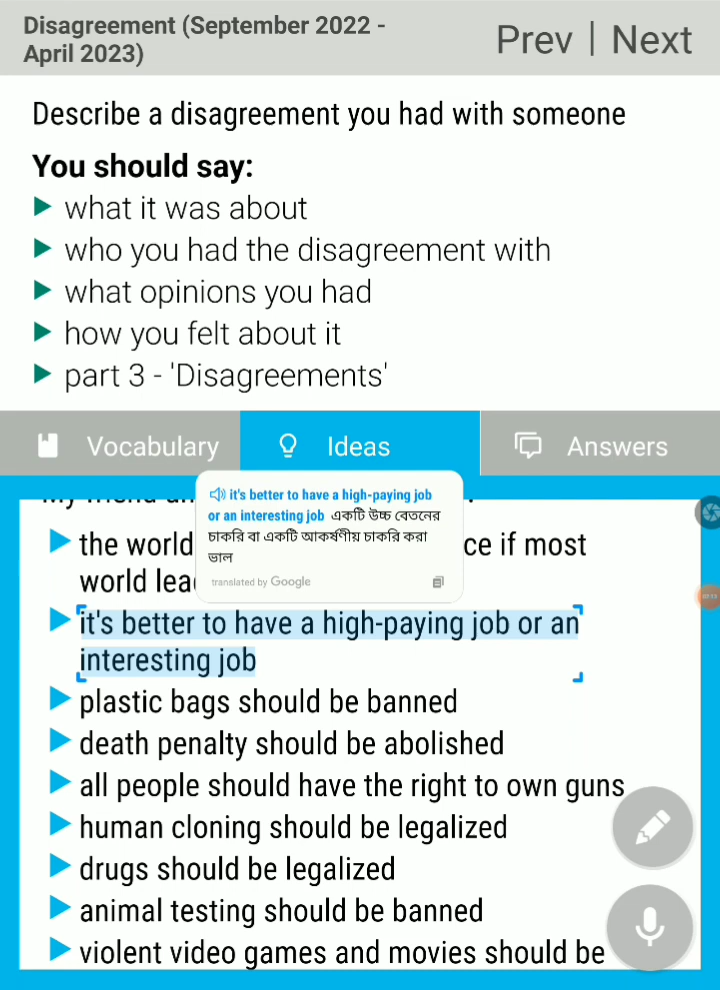 Disagreement (September 2022 -
April 2023)
Prev | Next
Describe a disagreement you had with someone
You should say:
what it was about
who you had the disagreement with
what opinions you had
how you felt about it
part 3 - 'Disagreements'
Vocabulary
Ideas
Answers
it's better to have a high-paying job
or an interesting job একটি উচ্চ বেতনের
চাকরি বা একটি আকর্ষণীয় চাকরি করা
ভাল
translated by Google
the world
ce if most
world lea
it's better to have a high-paying job or an
interesting job
plastic bags should be banned
death penalty should be abolished
all people should have the right to own guns
human cloning should be legalized
drugs should be legalized
animal testing should be banned
violent video games and movies should be